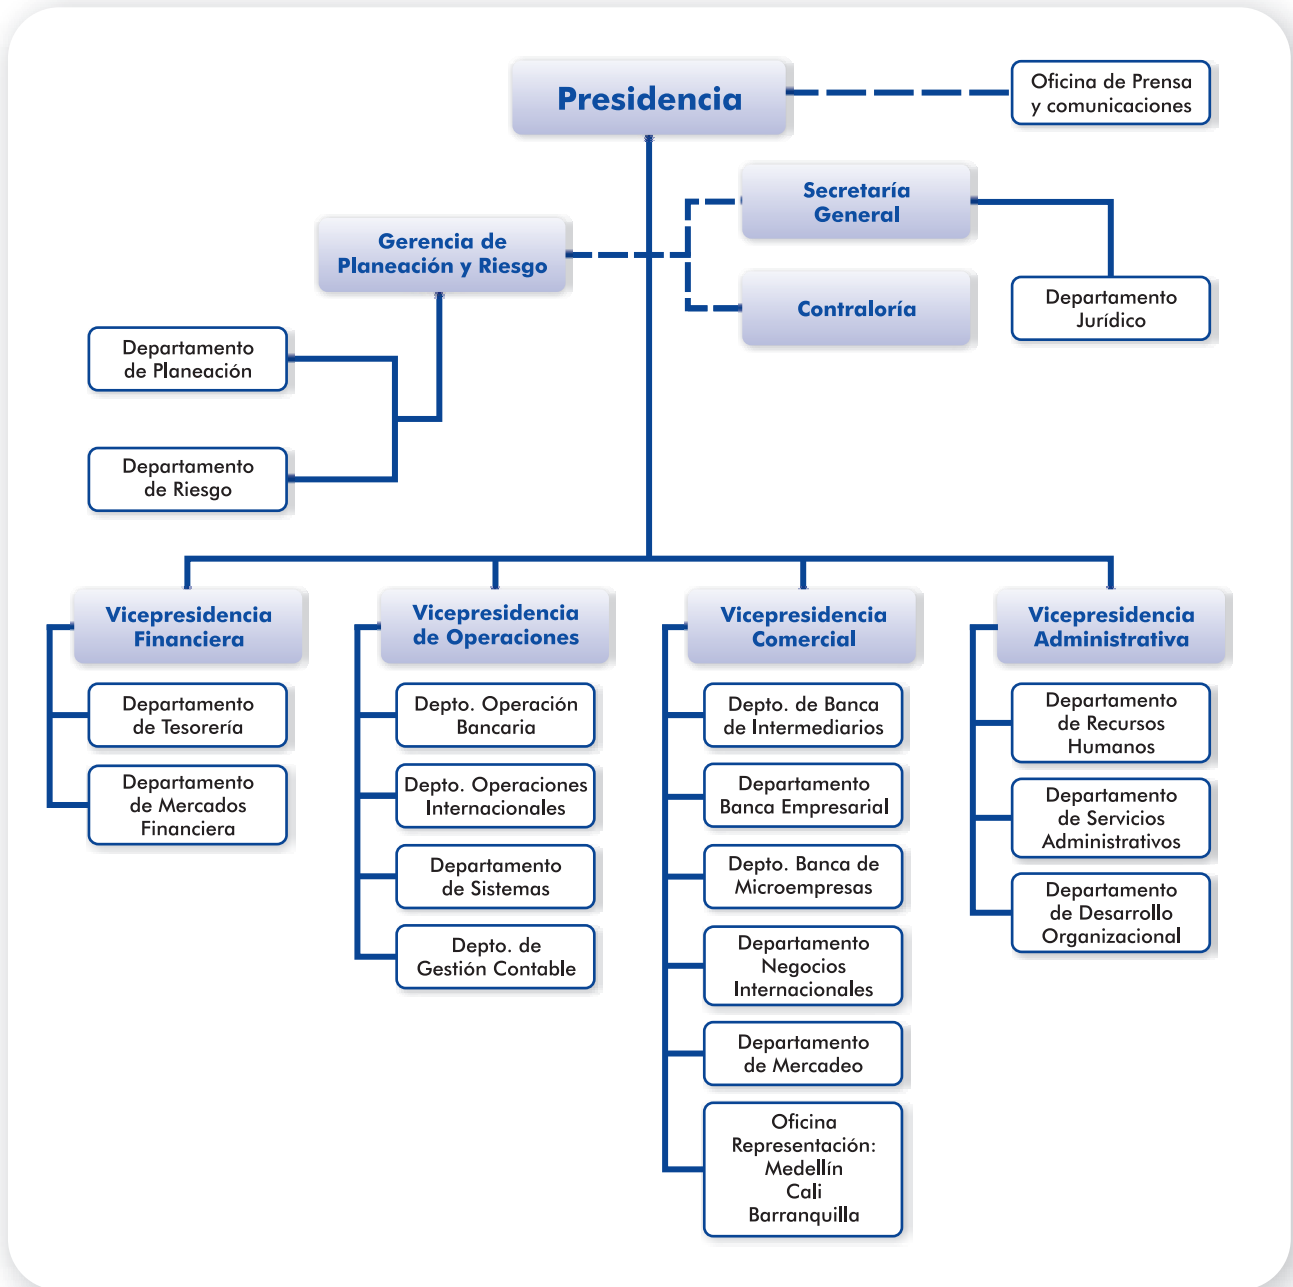 Presidencia
Oficina de Prensa
y comunicaciones
Secretaría
General
Gerencia de
Planeación y Riesgo
Contraloría
Departamento
Jurídico
Departamento
de Planeación
Departamento
de Riesgo
Vicepresidencia
Financiera
Departamento
de Tesorería
Departamento
de Mercados
Financiera
Vicepresidencia
de Operaciones
Depto. Operación
Bancaria
Depto. Operaciones
Internacionales
Departamento
de Sistemas
Depto. de
Gestión Contable
Vicepresidencia
Comercial
Depto. de Banca
de Intermediarios
Departamento
Banca Empresarial
Depto. Banca de
Microempresas
Departamento
Negocios
Internacionales
Departamento
de Mercadeo
Oficina
Representación:
Medellín
Cali
Barranquilla
Vicepresidencia
Administrativa
Departamento
de Recursos
Humanos
Departamento
de Servicios
Administrativos
Departamento
de Desarrollo
Organizacional